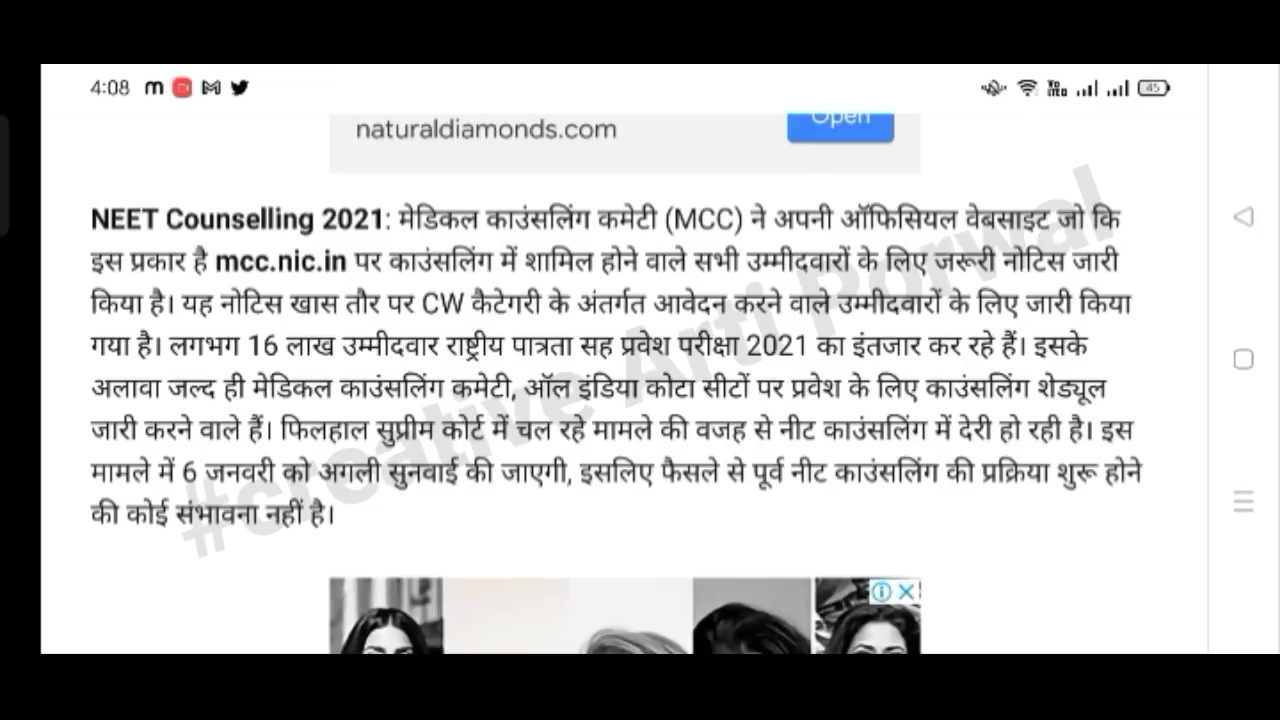 4:08
45
naturaldiamonds.com
Open
NEET Counselling 2021: मेडिकल काउंसलिंग कमेटी (MCC) ने अपनी ऑफिसियल वेबसाइट जो कि
इस प्रकार है mcc.nic.in पर काउंसलिंग में शामिल होने वाले सभी उम्मीदवारों के लिए जरूरी नोटिस जारी
किया है। यह नोटिस खास तौर पर CW कैटेगरी के अंतर्गत आवेदन करने वाले उम्मीदवारों के लिए जारी किया
गया है। लगभग 16 लाख उम्मीदवार राष्ट्रीय पात्रता सह प्रवेश परीक्षा 2021 का इंतजार कर रहे हैं। इसके
अलावा जल्द ही मेडिकल काउंसलिंग कमेटी, ऑल इंडिया कोटा सीटों पर प्रवेश के लिए काउंसलिंग शेड्यूल
जारी करने वाले हैं। फिलहाल सुप्रीम कोर्ट में चल रहे मामले की वजह से नीट काउंसलिंग में देरी हो रही है। इस
मामले में 6 जनवरी को अगली सुनवाई की जाएगी, इसलिए फैसले से पूर्व नीट काउंसलिंग की प्रक्रिया शुरू होने
की कोई संभावना नहीं है।
#creative Arti Porwal